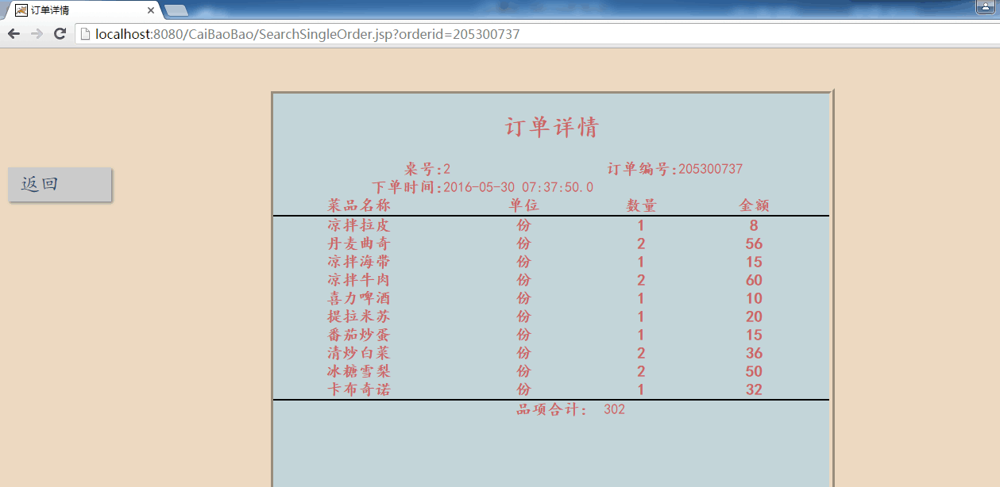 订单详情
localhost:8080/CaiBaoBao/SearchSingleOrder.jsp?orderid=205300737
订单详情
返回
桌号:2 订单编号:205300737
下单时间:2016-05-30 07:37:50.0
菜品名称 单位 数量 金额
凉拌拉皮 份 1 8
丹麦曲奇 份 2 56
凉拌海带 份 1 15
凉拌牛肉 份 2 60
喜力啤酒 份 1 10
提拉米苏 份 1 20
番茄炒蛋 份 1 15
清炒白菜 份 2 36
冰糖雪梨 份 2 50
卡布奇诺 份 1 32
品项合计: 302